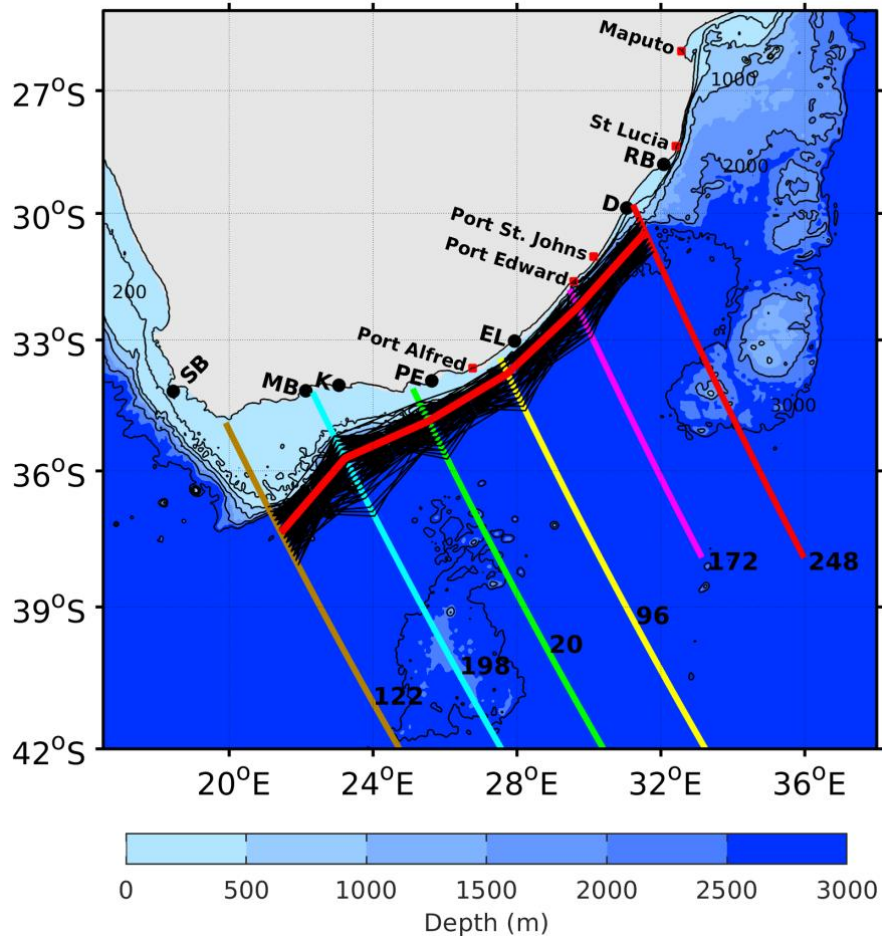 Maputo
27°S
1000
St Lucia
RB
2000
30°S
D
Port St. Johns
Port Edward
200
33°S
EL
Port Alfred
SB
MB
K
PE
3000
36°S
172
248
39°S
96
20
198
122
42°S
20°E
24°E
28°E
32°E
36°E
0
500
1000
1500
2000
2500
3000
Depth (m)